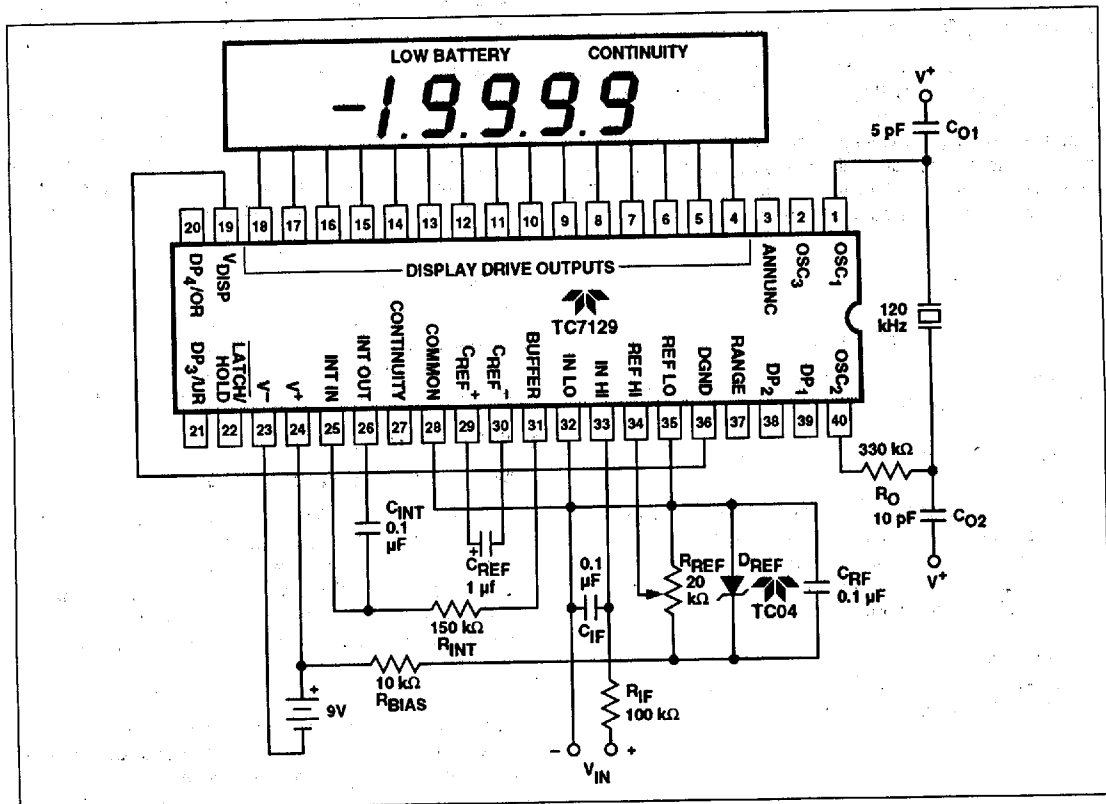 LOW BATTERY CONTINUITY
-1.9.9.9.9
V+
5 pF CO1
20 19 18 17 16 15 14 13 12 11 10 9 8 7 6 5 4 3 2 1
DP4/OR
VDISP
DISPLAY DRIVE OUTPUTS
ANNUNC
OSC3
OSC1
TC7129
120 kHz
DP3/UR
LATCH/HOLD
V–
V+
INT IN
INT OUT
CONTINUITY
COMMON
CREF+
CREF–
BUFFER
IN LO
IN HI
REF HI
REF LO
DGND
RANGE
DP2
DP1
OSC2
21 22 23 24 25 26 27 28 29 30 31 32 33 34 35 36 37 38 39 40
330 kΩ
RO
10 pF CO2
V+
CINT
0.1
µF
CREF
+
1 µf
0.1
µF
CIF
RREF
20
kΩ
DREF
TC04
CRF
0.1 µF
150 kΩ
RINT
10 kΩ
RBIAS
+
9V
RIF
100 kΩ
– +
VIN